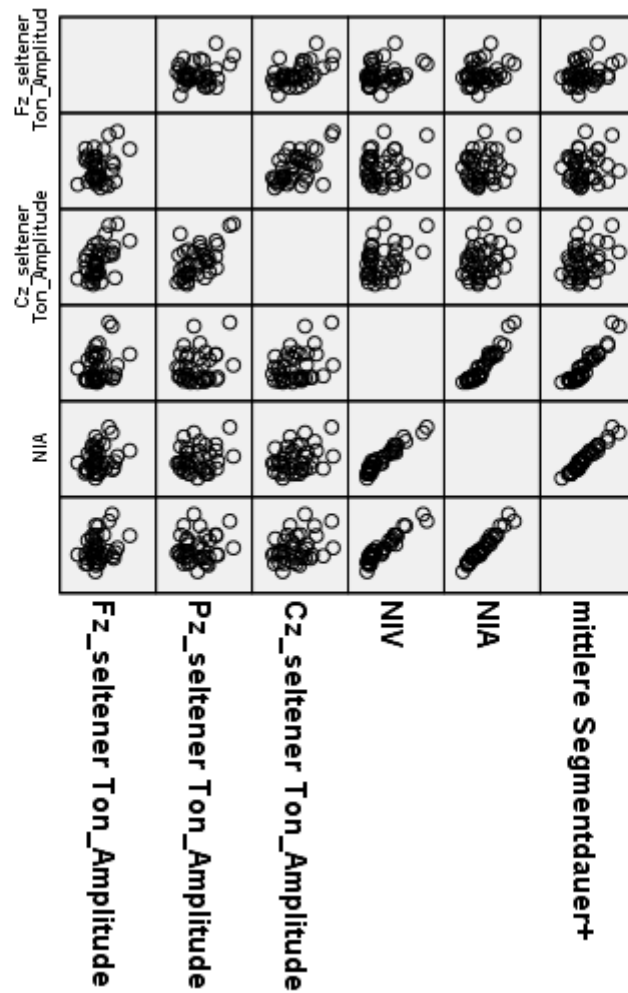 Fz_seltener
Ton_Amplitud
Cz_seltener
Ton_Amplitude
NIA
Fz_seltener Ton_Amplitude
Pz_seltener Ton_Amplitude
Cz_seltener Ton_Amplitude
NIV
NIA
mittlere Segmentdauer+